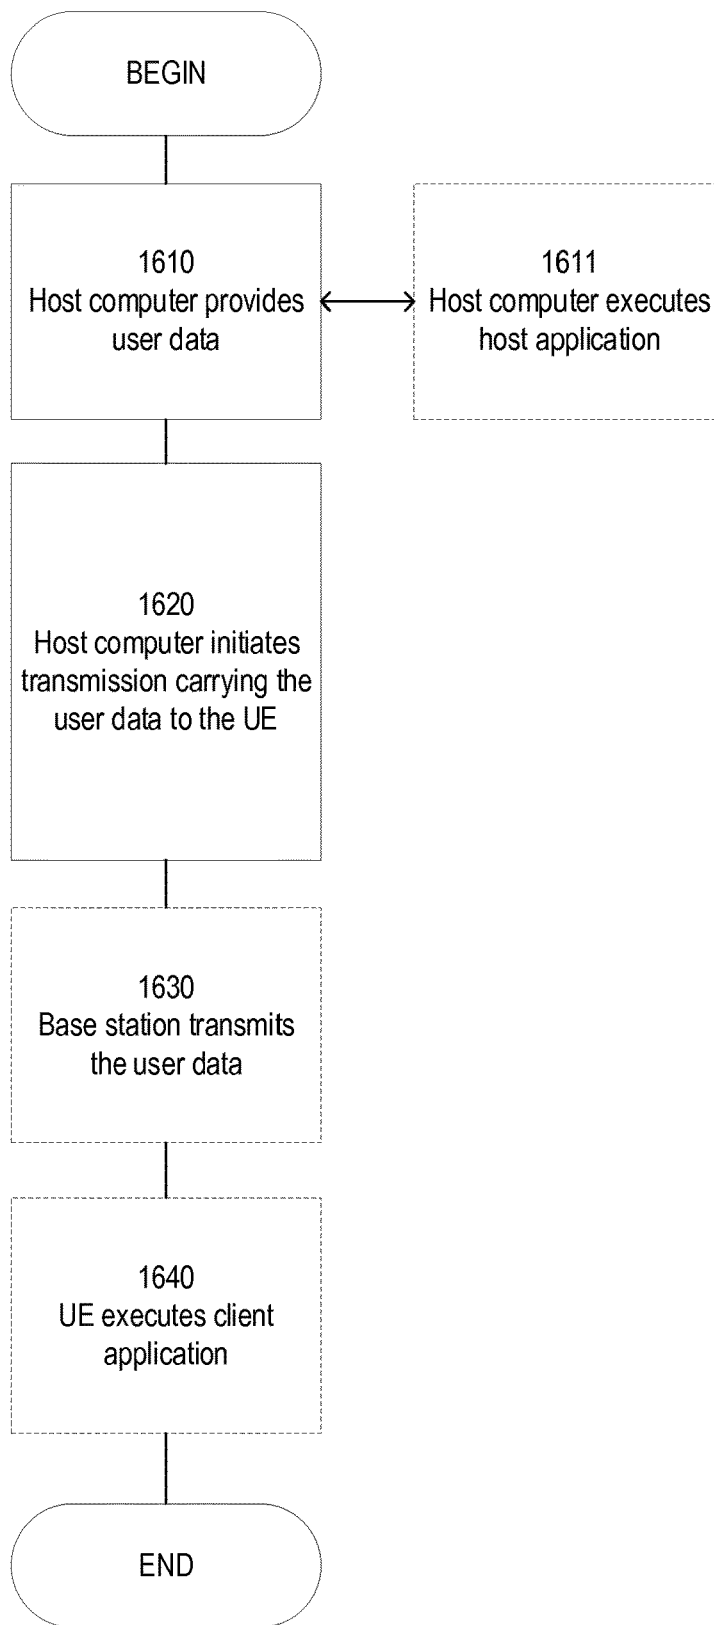 BEGIN
1610
Host computer provides
user data
1611
Host computer executes
host application
1620
Host computer initiates
transmission carrying the
user data to the UE
1630
Base station transmits
the user data
1640
UE executes client
application
END